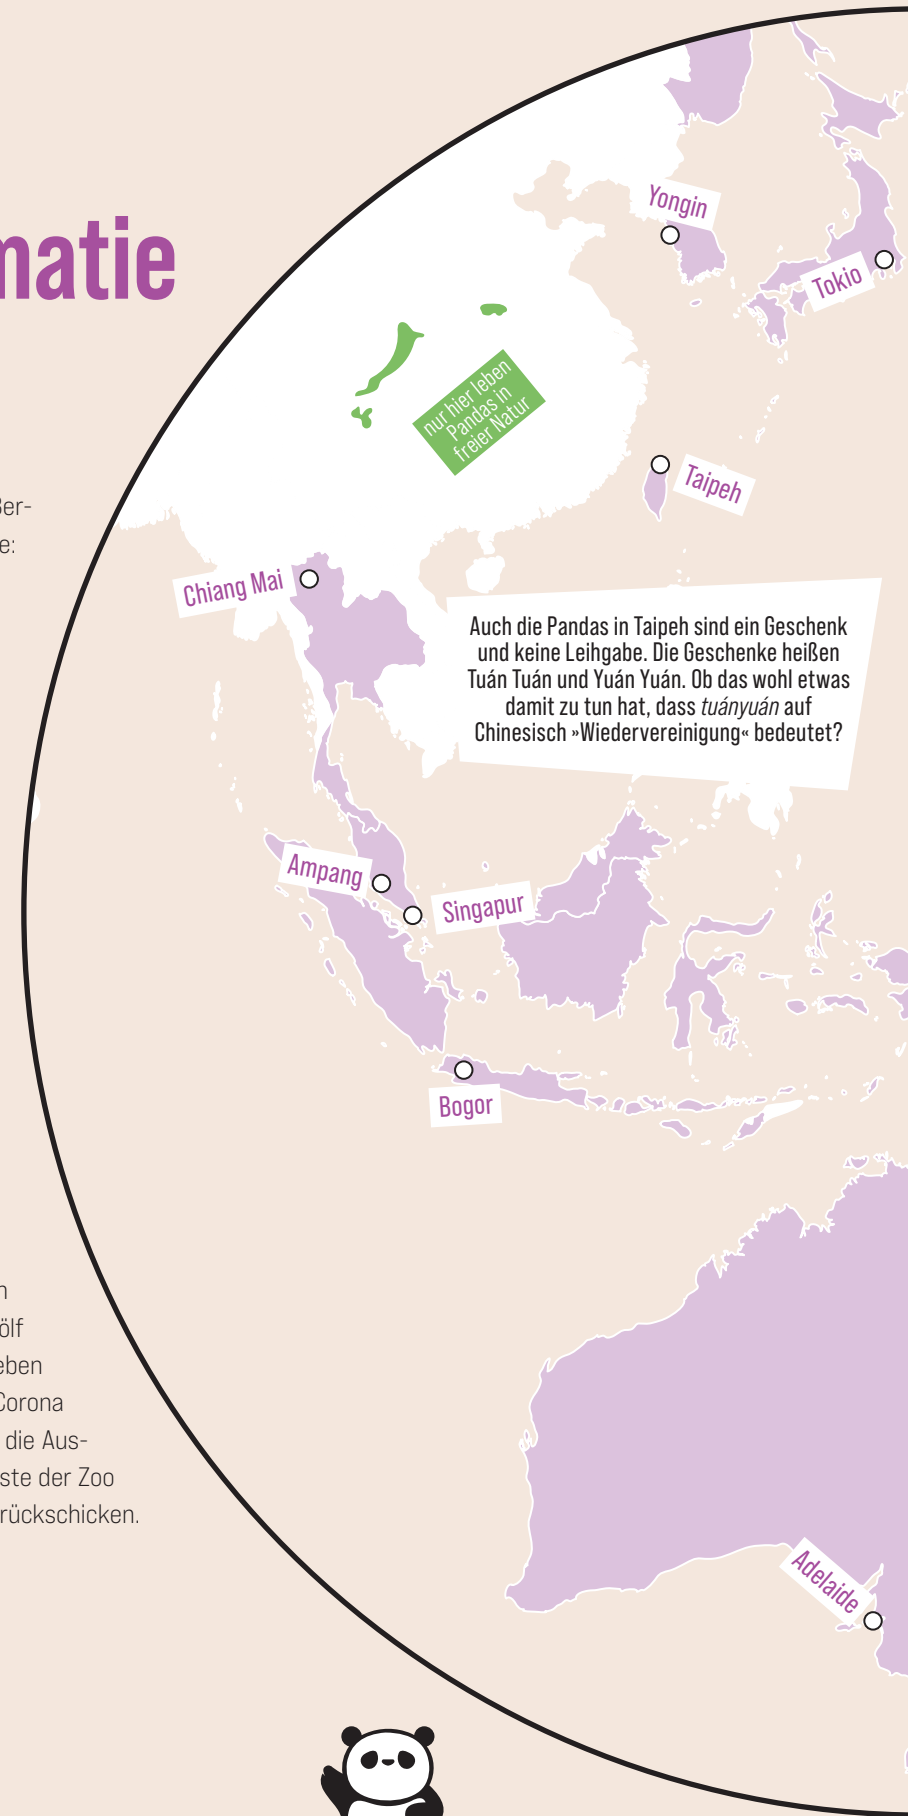 matie
Ber-
e:
n
ölf
eben
Corona
die Aus-
ste der Zoo
rückschicken.
Yongin
Tokio
nur hier leben
Pandas in
freier Natur
Taipeh
Chiang Mai
Auch die Pandas in Taipeh sind ein Geschenk
und keine Leihgabe. Die Geschenke heißen
Tuán Tuán und Yuán Yuán. Ob das wohl etwas
damit zu tun hat, dass tuányuán auf
Chinesisch »Wiedervereinigung« bedeutet?
Ampang
Singapur
Bogor
Adelaide